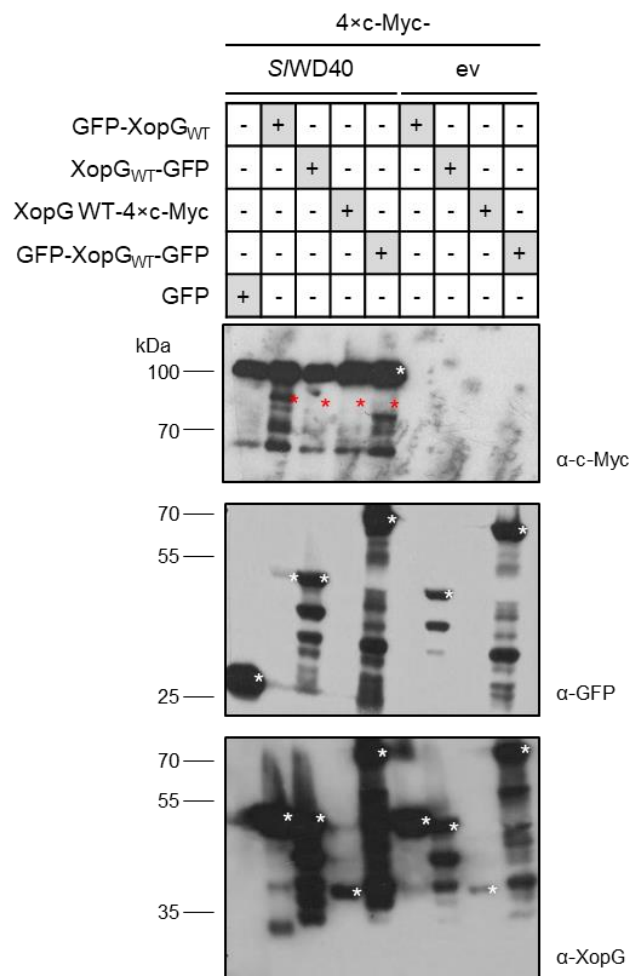 4×c-Myc-
SlWD40 ev
GFP-XopGWT - + - - - + - - -
XopGWT-GFP - - + - - - + - -
XopG WT-4×c-Myc - - - + - - - + -
GFP-XopGWT-GFP - - - - + - - - +
GFP + - - - - - - - -
kDa
100
*
* * * *
70
α-c-Myc
70
*
*
55
* *
*
*
25
α-GFP
70
* *
55
* * * *
* *
35
α-XopG